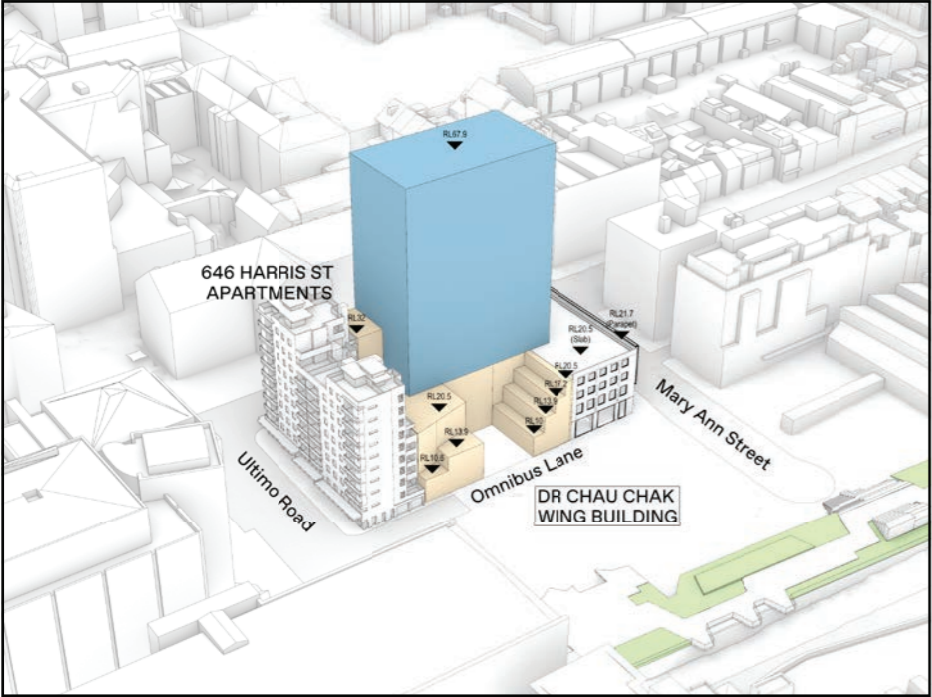 RL67.9
646 HARRIS ST
APARTMENTS
RL32
RL21.7
(Parapet)
RL20.5
(Slab)
RL20.5
RL17.2
RL13.9
RL10
RL20.5
RL13.9
RL10.6
Mary Ann Street
Omnibus Lane
Ultimo Road
DR CHAU CHAK
WING BUILDING